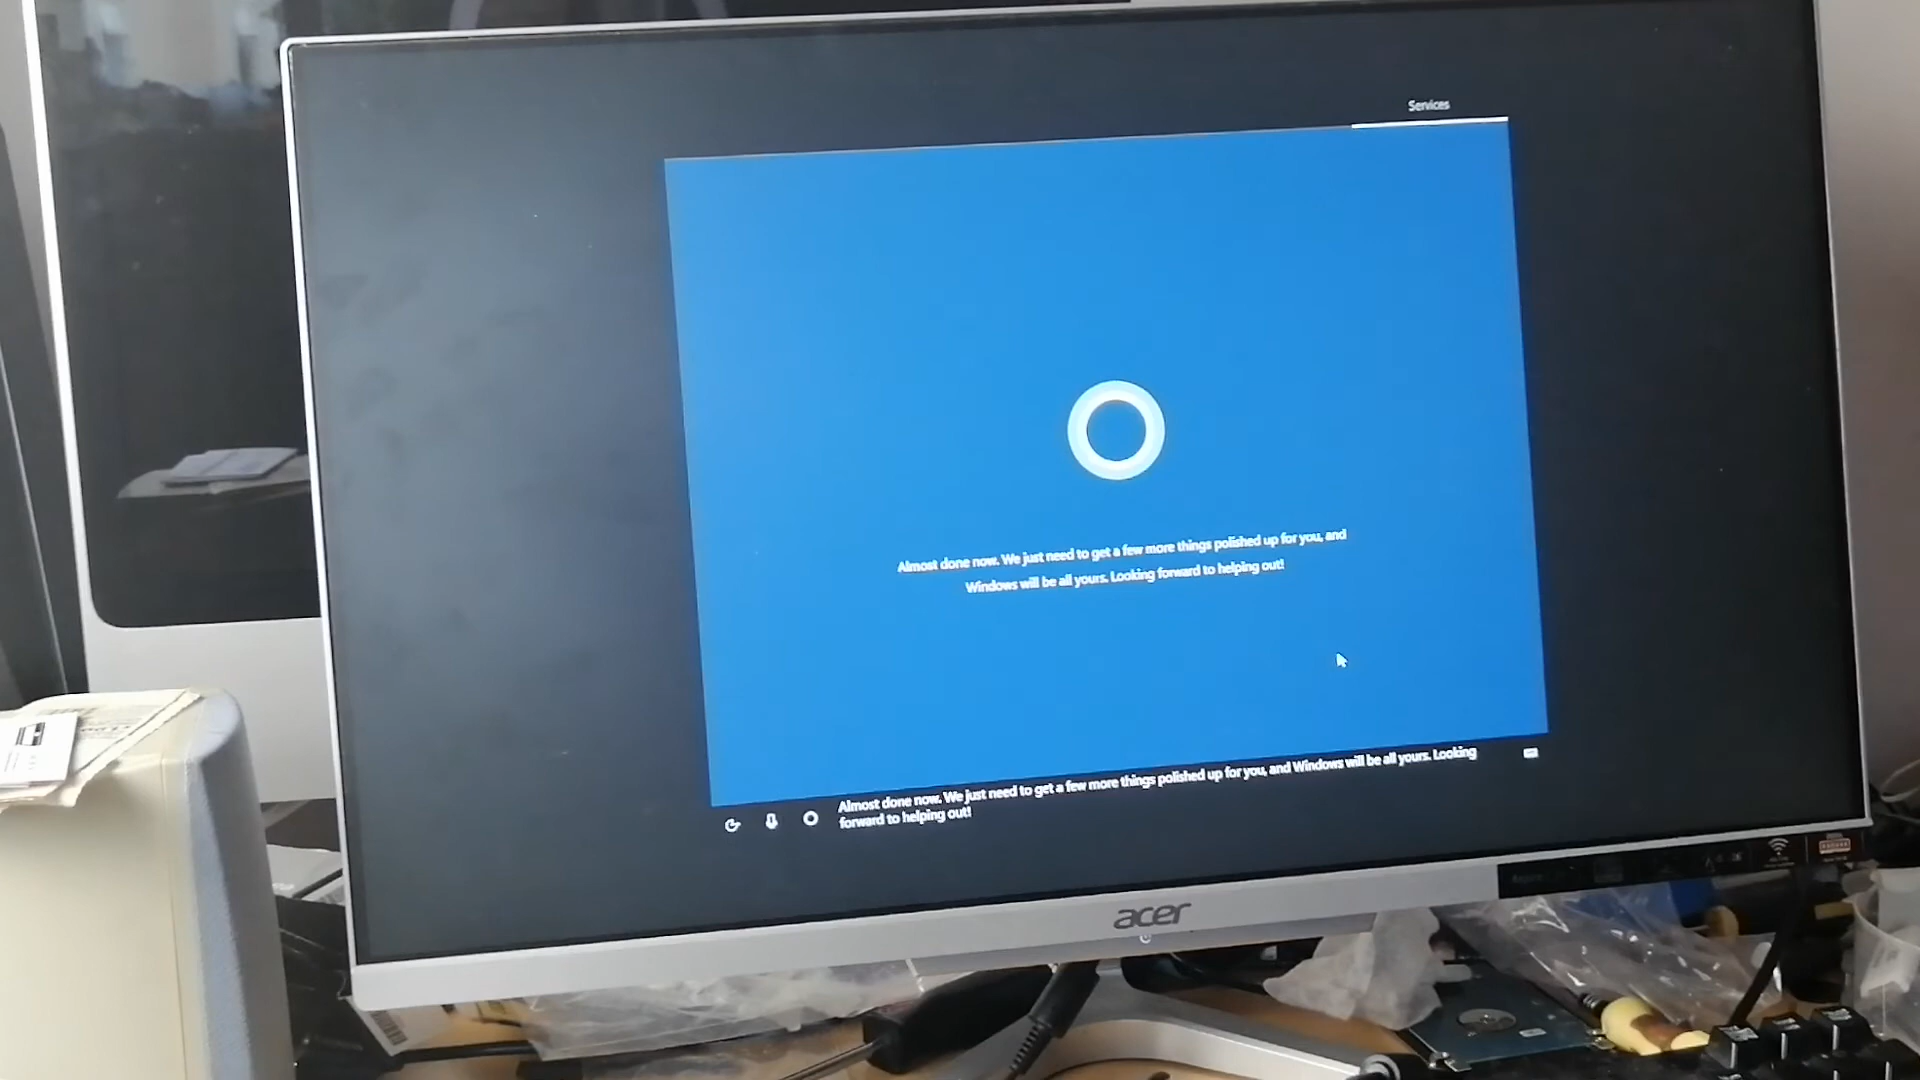 Services
Almost done now. We just need to get a few more things polished up for you, and
Windows will be all yours. Looking forward to helping out!
Almost done now. We just need to get a few more things polished up for you, and Windows will be all yours. Looking
forward to helping out!
acer